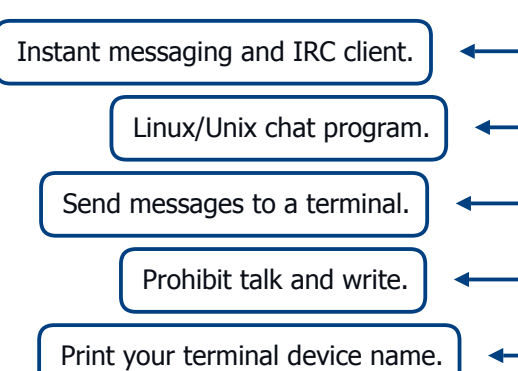 Instant messaging and IRC client.
Linux/Unix chat program.
Send messages to a terminal.
Prohibit talk and write.
Print your terminal device name.